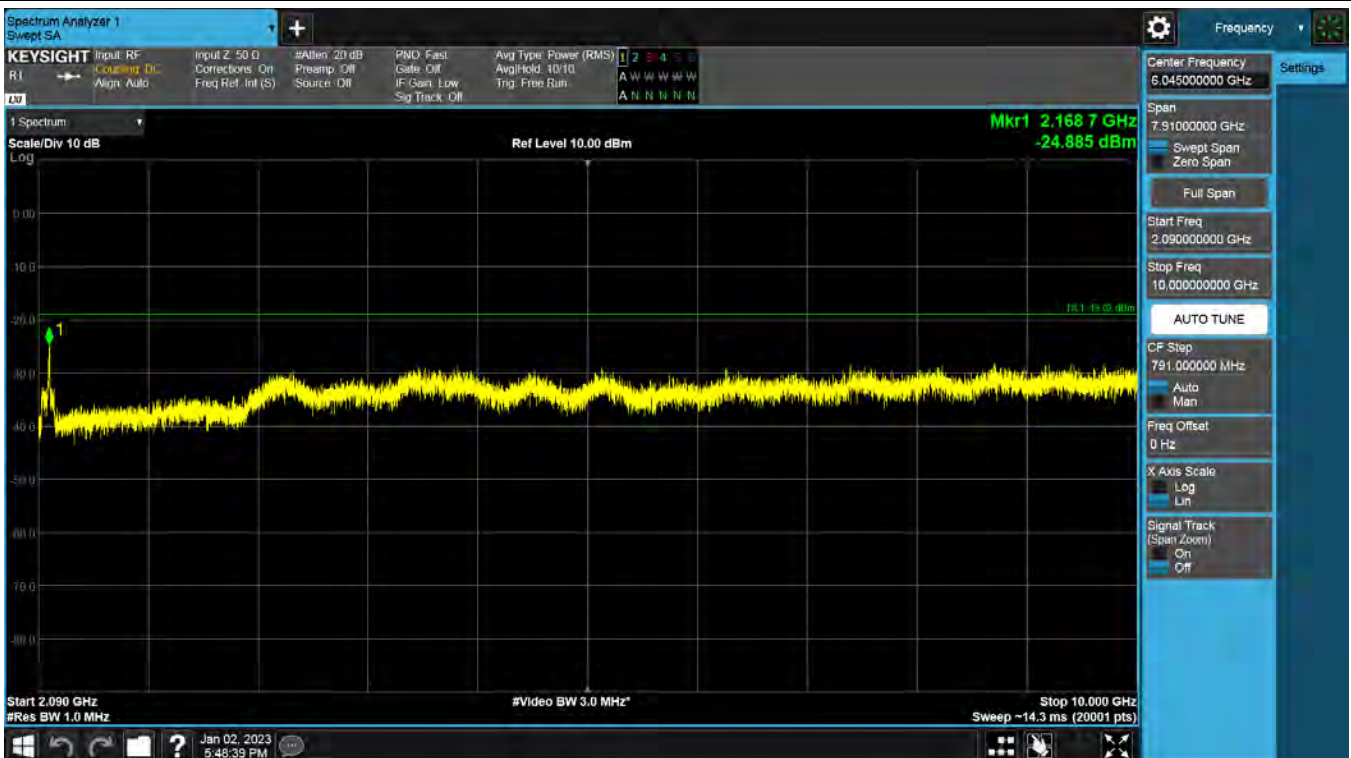 Spectrum Analyzer 1
Swept SA
+
Frequency
KEYSIGHT
RL
LXI
Input: RF
Coupling: DC
Align: Auto
Input Z: 50 Ω
Corrections: On
Freq Ref: Int (S)
#Atten: 20 dB
Preamp: Off
Source: Off
PNO: Fast
Gate: Off
IF Gain: Low
Sig Track: Off
Avg Type: Power (RMS)
Avg|Hold: 10/10
Trig: Free Run
1 2 3 4 5 6
A W W W W W
A N N N N N
1 Spectrum
Scale/Div 10 dB
Log
Ref Level 10.00 dBm
Mkr1 2.168 7 GHz
-24.885 dBm
0.00
-10.0
-20.0
-30.0
-40.0
-50.0
-60.0
-70.0
-80.0
1
Start 2.090 GHz
#Res BW 1.0 MHz
#Video BW 3.0 MHz*
Stop 10.000 GHz
Sweep ~14.3 ms (20001 pts)
Center Frequency
6.045000000 GHz
Settings
Span
7.91000000 GHz
Swept Span
Zero Span
Full Span
Start Freq
2.090000000 GHz
Stop Freq
10.000000000 GHz
AUTO TUNE
CF Step
791.000000 MHz
Auto
Man
Freq Offset
0 Hz
X Axis Scale
Log
Lin
Signal Track
(Span Zoom)
On
Off
?
Jan 02, 2023
5:48:39 PM